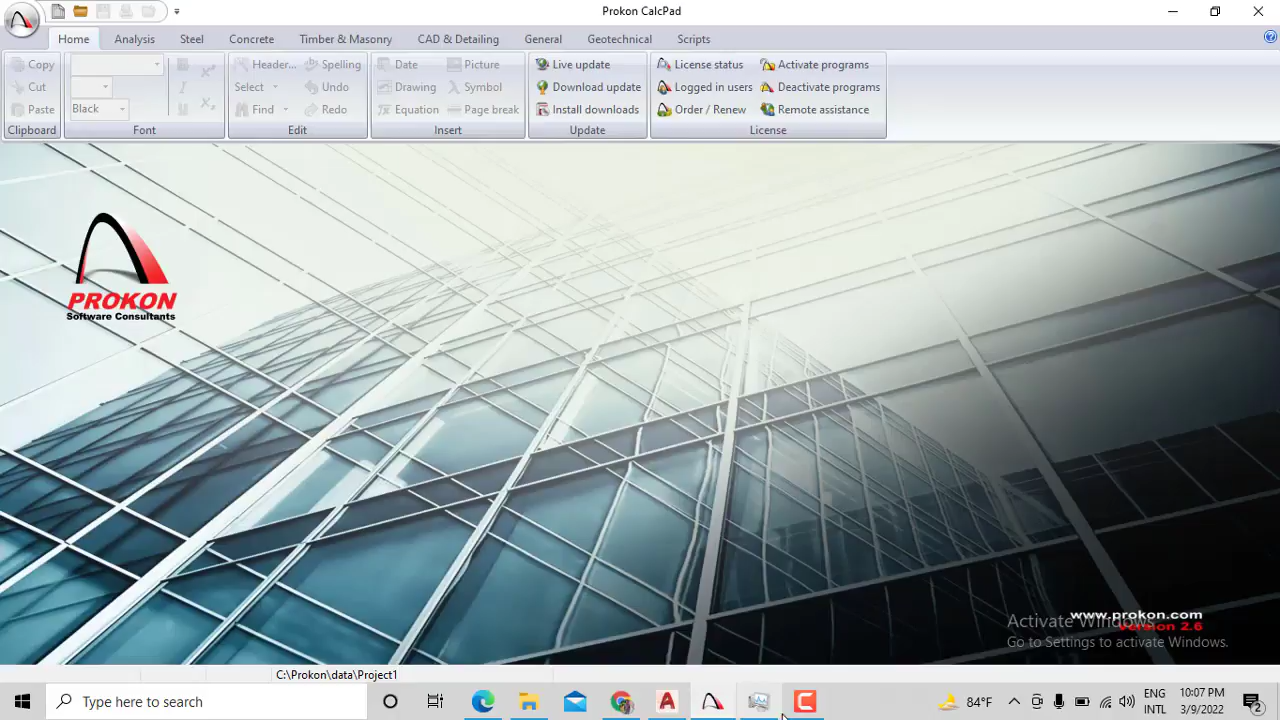 Prokon CalcPad
Home Analysis Steel Concrete Timber & Masonry CAD & Detailing General Geotechnical Scripts
Copy Header... Spelling Date Picture Live update License status Activate programs
Cut Select Undo Drawing Symbol Download update Logged in users Deactivate programs
Paste Black Find Redo Equation Page break Install downloads Order / Renew Remote assistance
Clipboard Font Edit Insert Update License
PROKON
Software Consultants
www.prokon.com
version 2.6
Activate Windows
Go to Settings to activate Windows.
C:\Prokon\data\Project1
Type here to search 84°F ENG 10:07 PM
INTL 3/9/2022 2